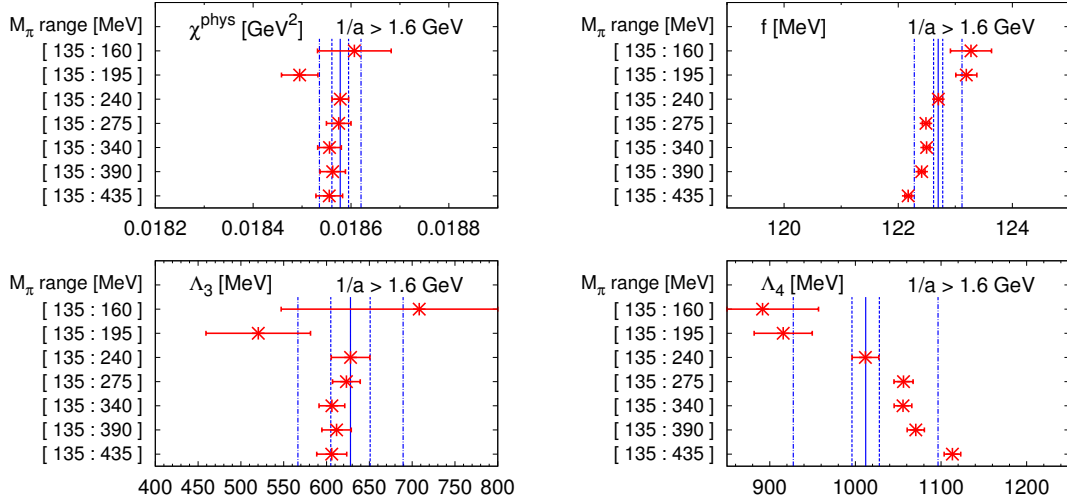 M_π range [MeV] χ^phys [GeV²] 1/a > 1.6 GeV
[ 135 : 160]
[ 135 : 195]
[ 135 : 240]
[ 135 : 275]
[ 135 : 340]
[ 135 : 390]
[ 135 : 435]
0.0182 0.0184 0.0186 0.0188
M_π range [MeV] f [MeV] 1/a > 1.6 GeV
[ 135 : 160]
[ 135 : 195]
[ 135 : 240]
[ 135 : 275]
[ 135 : 340]
[ 135 : 390]
[ 135 : 435]
120 122 124
M_π range [MeV] Λ_3 [MeV] 1/a > 1.6 GeV
[ 135 : 160]
[ 135 : 195]
[ 135 : 240]
[ 135 : 275]
[ 135 : 340]
[ 135 : 390]
[ 135 : 435]
400 450 500 550 600 650 700 750 800
M_π range [MeV] Λ_4 [MeV] 1/a > 1.6 GeV
[ 135 : 160]
[ 135 : 195]
[ 135 : 240]
[ 135 : 275]
[ 135 : 340]
[ 135 : 390]
[ 135 : 435]
900 1000 1100 1200